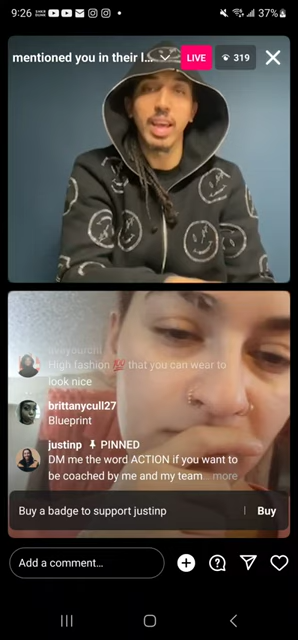 9:26
37%
mentioned you in their l...
LIVE
319
High fashion 💯 that you can wear to
look nice
brittanycull27
Blueprint
justinp 📌 PINNED
DM me the word ACTION if you want to
be coached by me and my team... more
Buy a badge to support justinp | Buy
Add a comment...